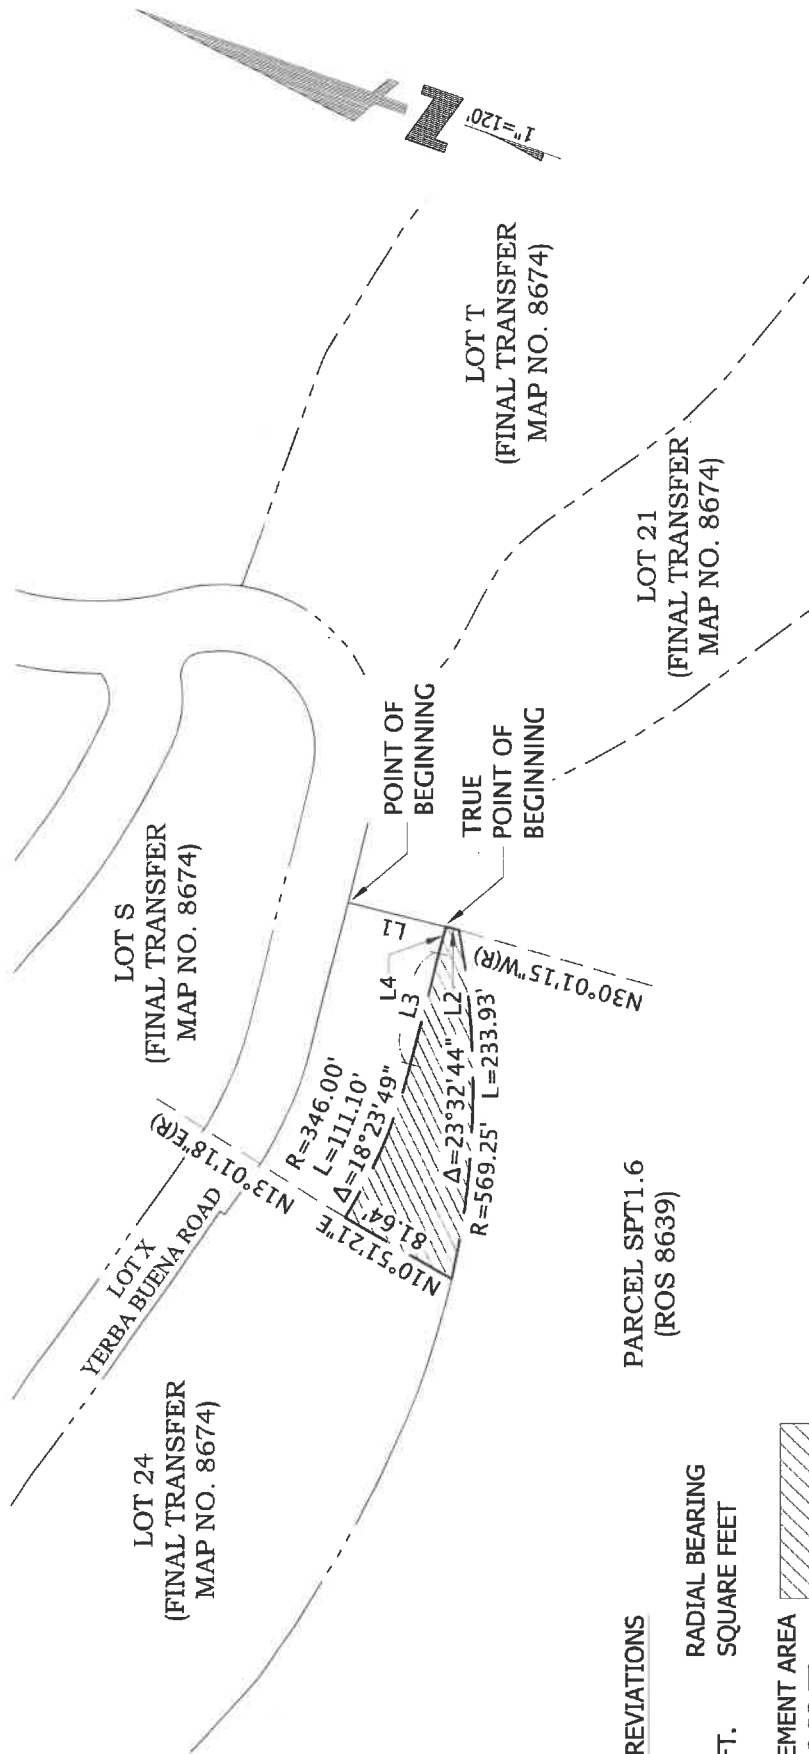 LOT 24
(FINAL TRANSFER
MAP NO. 8674)
LOT X
YERBA BUENA ROAD
LOT S
(FINAL TRANSFER
MAP NO. 8674)
N13°01'18"E(R)
R=346.00'
L=111.10'
Δ=18°23'49"
N10°51'21"E
81.64'
L3
L4
L1
L2
Δ=23°32'44"
R=569.25' L=233.93'
N30°01'15"W(R)
POINT OF
BEGINNING
TRUE
POINT OF
BEGINNING
LOT T
(FINAL TRANSFER
MAP NO. 8674)
LOT 21
(FINAL TRANSFER
MAP NO. 8674)
1"=120'
PARCEL SPT1.6
(ROS 8639)
REVIATIONS
RADIAL BEARING
FT. SQUARE FEET
EMENT AREA